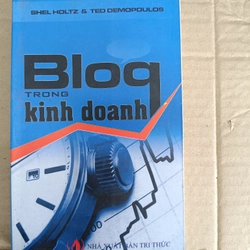 SHEL HOLTZ & TED DEMOPOULOS
Blog
TRONG
kinh doanh
NHÀ XUẤT BẢN TRI THỨC